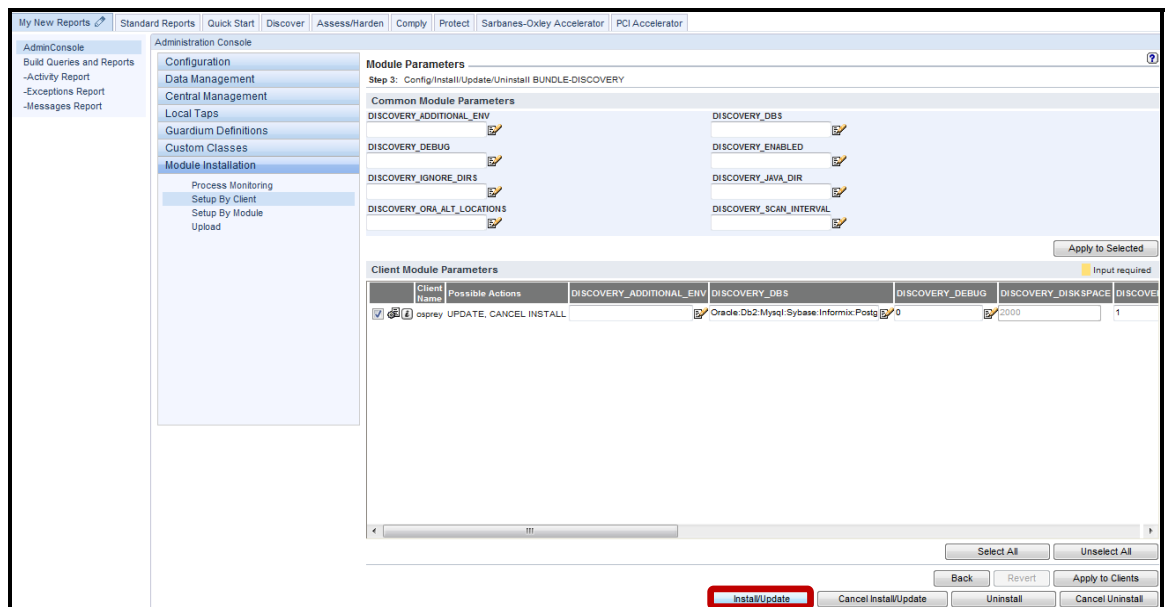 My New Reports Standard Reports Quick Start Discover Assess/Harden Comply Protect Sarbanes-Oxley Accelerator PCI Accelerator
AdminConsole
Build Queries and Reports
-Activity Report
-Exceptions Report
-Messages Report
Administration Console
Configuration
Data Management
Central Management
Local Taps
Guardium Definitions
Custom Classes
Module Installation
Process Monitoring
Setup By Client
Setup By Module
Upload
Module Parameters
?
Step 3: Config/Install/Update/Uninstall BUNDLE-DISCOVERY
Common Module Parameters
DISCOVERY_ADDITIONAL_ENV DISCOVERY_DBS
DISCOVERY_DEBUG DISCOVERY_ENABLED
DISCOVERY_IGNORE_DIRS DISCOVERY_JAVA_DIR
DISCOVERY_ORA_ALT_LOCATIONS DISCOVERY_SCAN_INTERVAL
Apply to Selected
Client Module Parameters Input required
Client Name Possible Actions DISCOVERY_ADDITIONAL_ENV DISCOVERY_DBS DISCOVERY_DEBUG DISCOVERY_DISKSPACE DISCOVE
i osprey UPDATE, CANCEL INSTALL Oracle:Db2:Mysql:Sybase:Informix:Postg 0 2000 1
Select All Unselect All
Back Revert Apply to Clients
Install/Update Cancel Install/Update Uninstall Cancel Uninstall